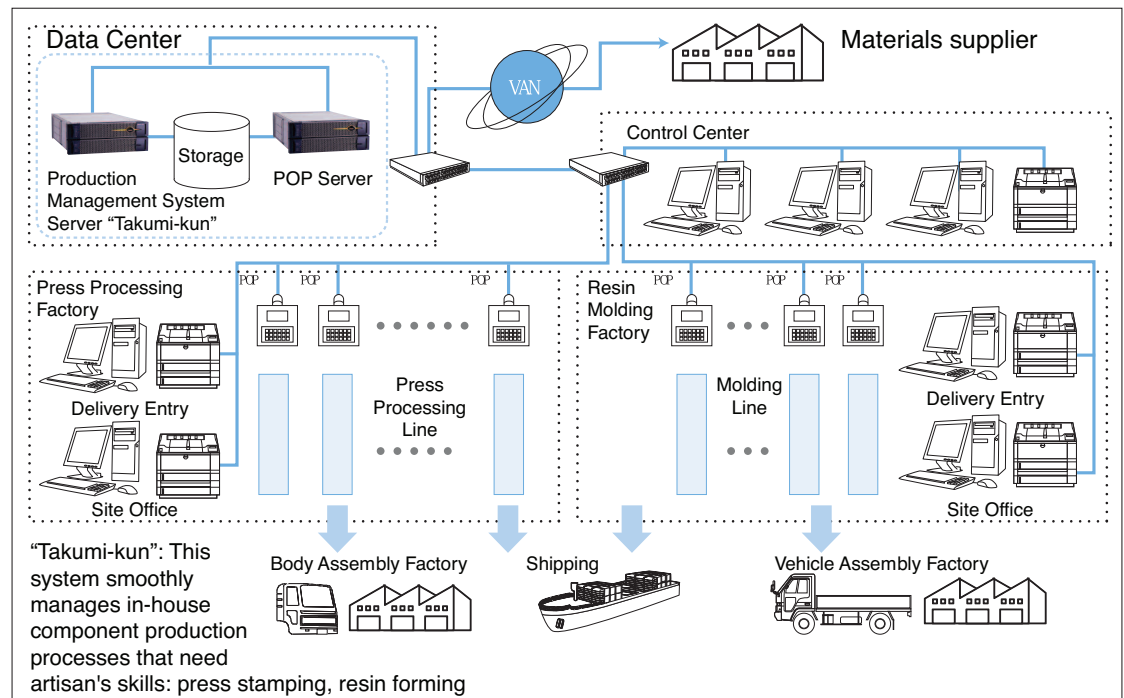 Data Center
VAN
Materials supplier
Control Center
Storage
Production
Management System
Server “Takumi-kun”
POP Server
Press Processing
Factory
POP
POP
POP
Resin
Molding
Factory
POP
POP
POP
Delivery Entry
Press
Processing
Line
Molding
Line
Delivery Entry
Site Office
Site Office
“Takumi-kun”: This
system smoothly
manages in-house
component production
processes that need
artisan's skills: press stamping, resin forming
Body Assembly Factory
Shipping
Vehicle Assembly Factory